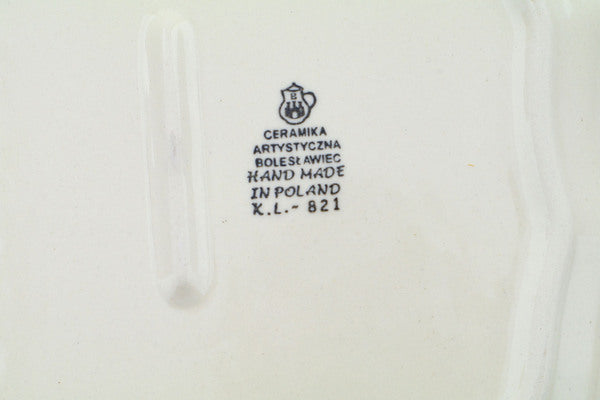 B
CERAMIKA
ARTYSTYCZNA
BOLESŁAWIEC
HAND MADE
IN POLAND
K.L.~ 821